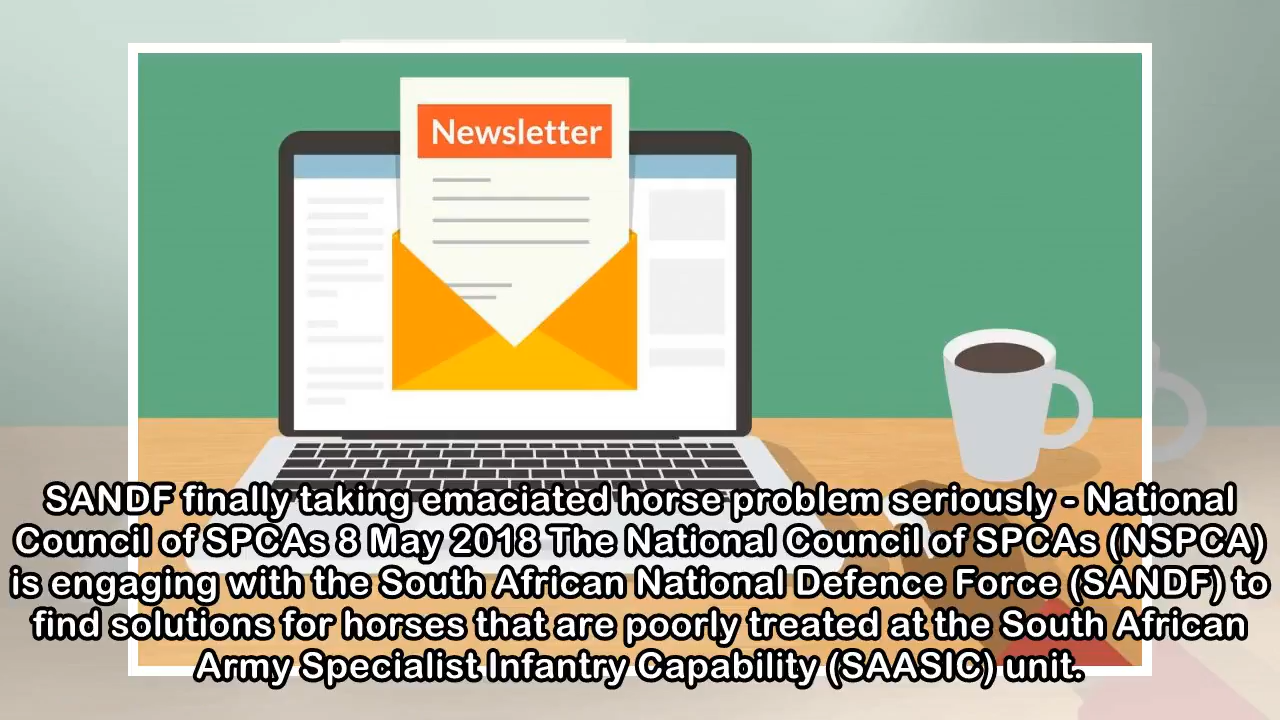 Newsletter
SANDF finally taking emaciated horse problem seriously - National
Council of SPCAs 8 May 2018 The National Council of SPCAs (NSPCA)
is engaging with the South African National Defence Force (SANDF) to
find solutions for horses that are poorly treated at the South African
Army Specialist Infantry Capability (SAASIC) unit.